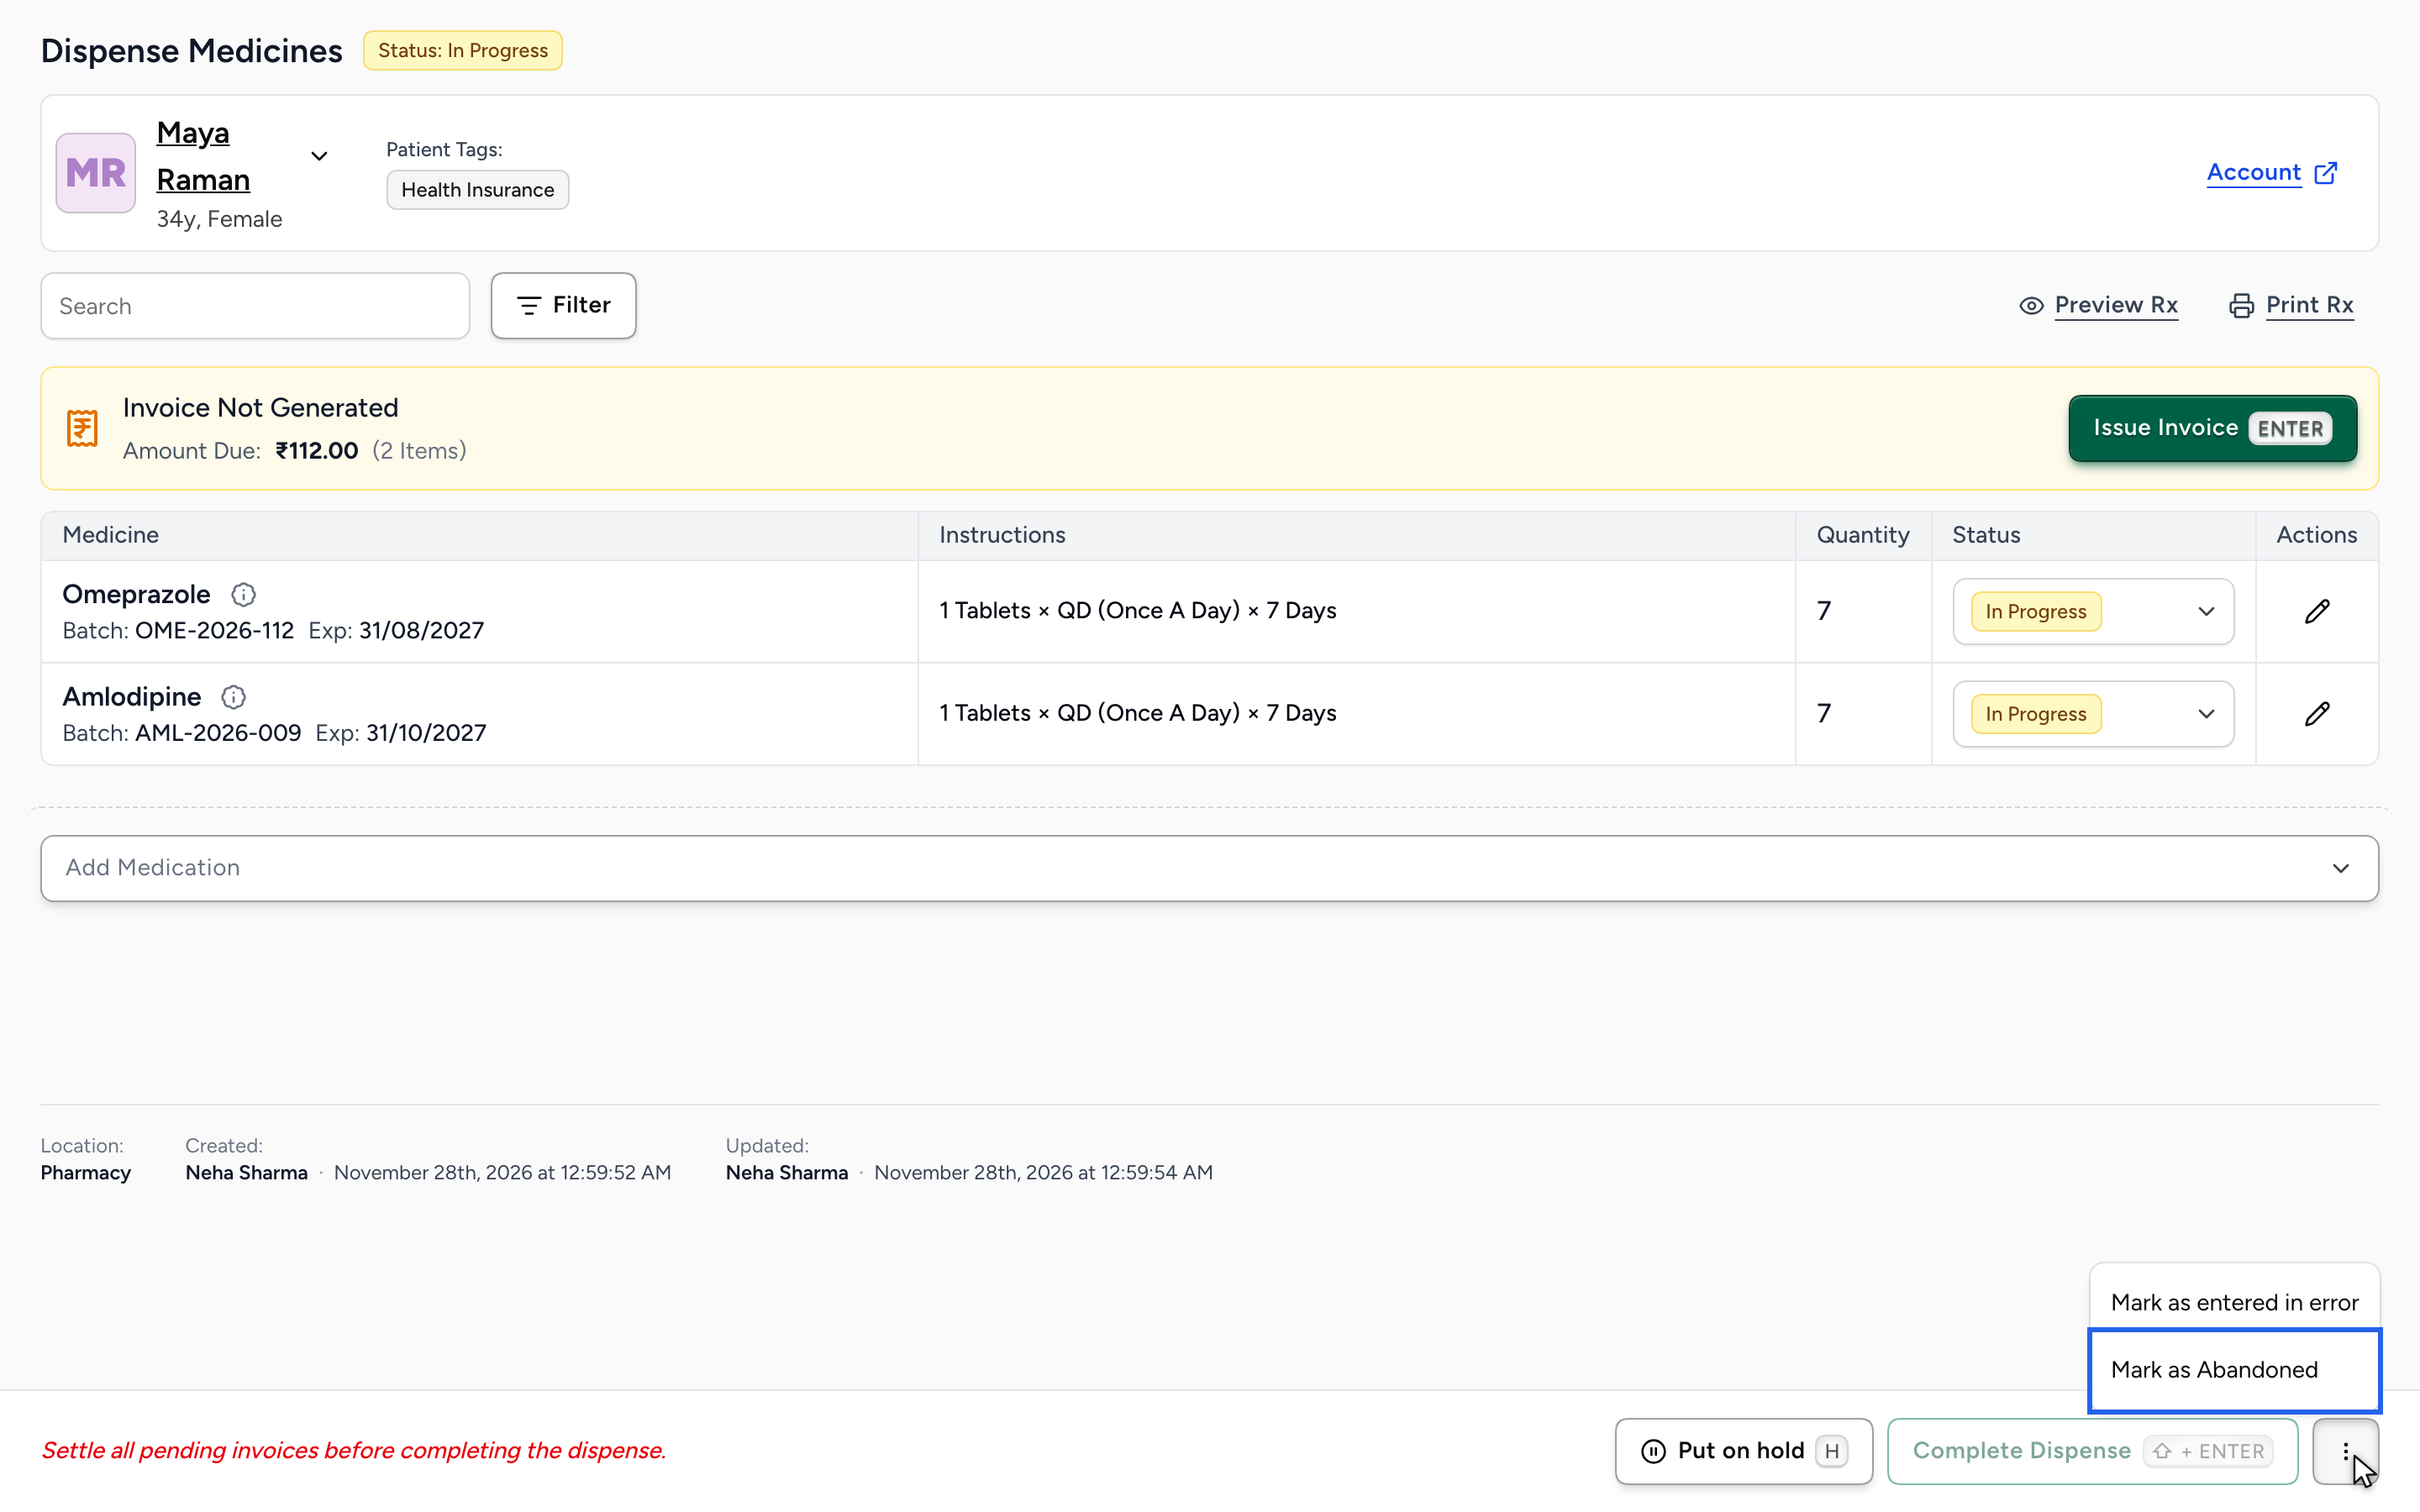 Dispense Medicines
Status: In Progress
MR
Maya
Raman
34y, Female
Patient Tags:
Health Insurance
Account
Search
Filter
Preview Rx
Print Rx
Invoice Not Generated
Amount Due: ₹112.00 (2 Items)
Issue Invoice ENTER
Medicine Instructions Quantity Status Actions
Omeprazole
Batch: OME-2026-112 Exp: 31/08/2027
1 Tablets × QD (Once A Day) × 7 Days
7
In Progress
Amlodipine
Batch: AML-2026-009 Exp: 31/10/2027
1 Tablets × QD (Once A Day) × 7 Days
7
In Progress
Add Medication
Location:
Pharmacy
Created:
Neha Sharma · November 28th, 2026 at 12:59:52 AM
Updated:
Neha Sharma · November 28th, 2026 at 12:59:54 AM
Mark as entered in error
Mark as Abandoned
Settle all pending invoices before completing the dispense.
Put on hold H
Complete Dispense ⇧ + ENTER